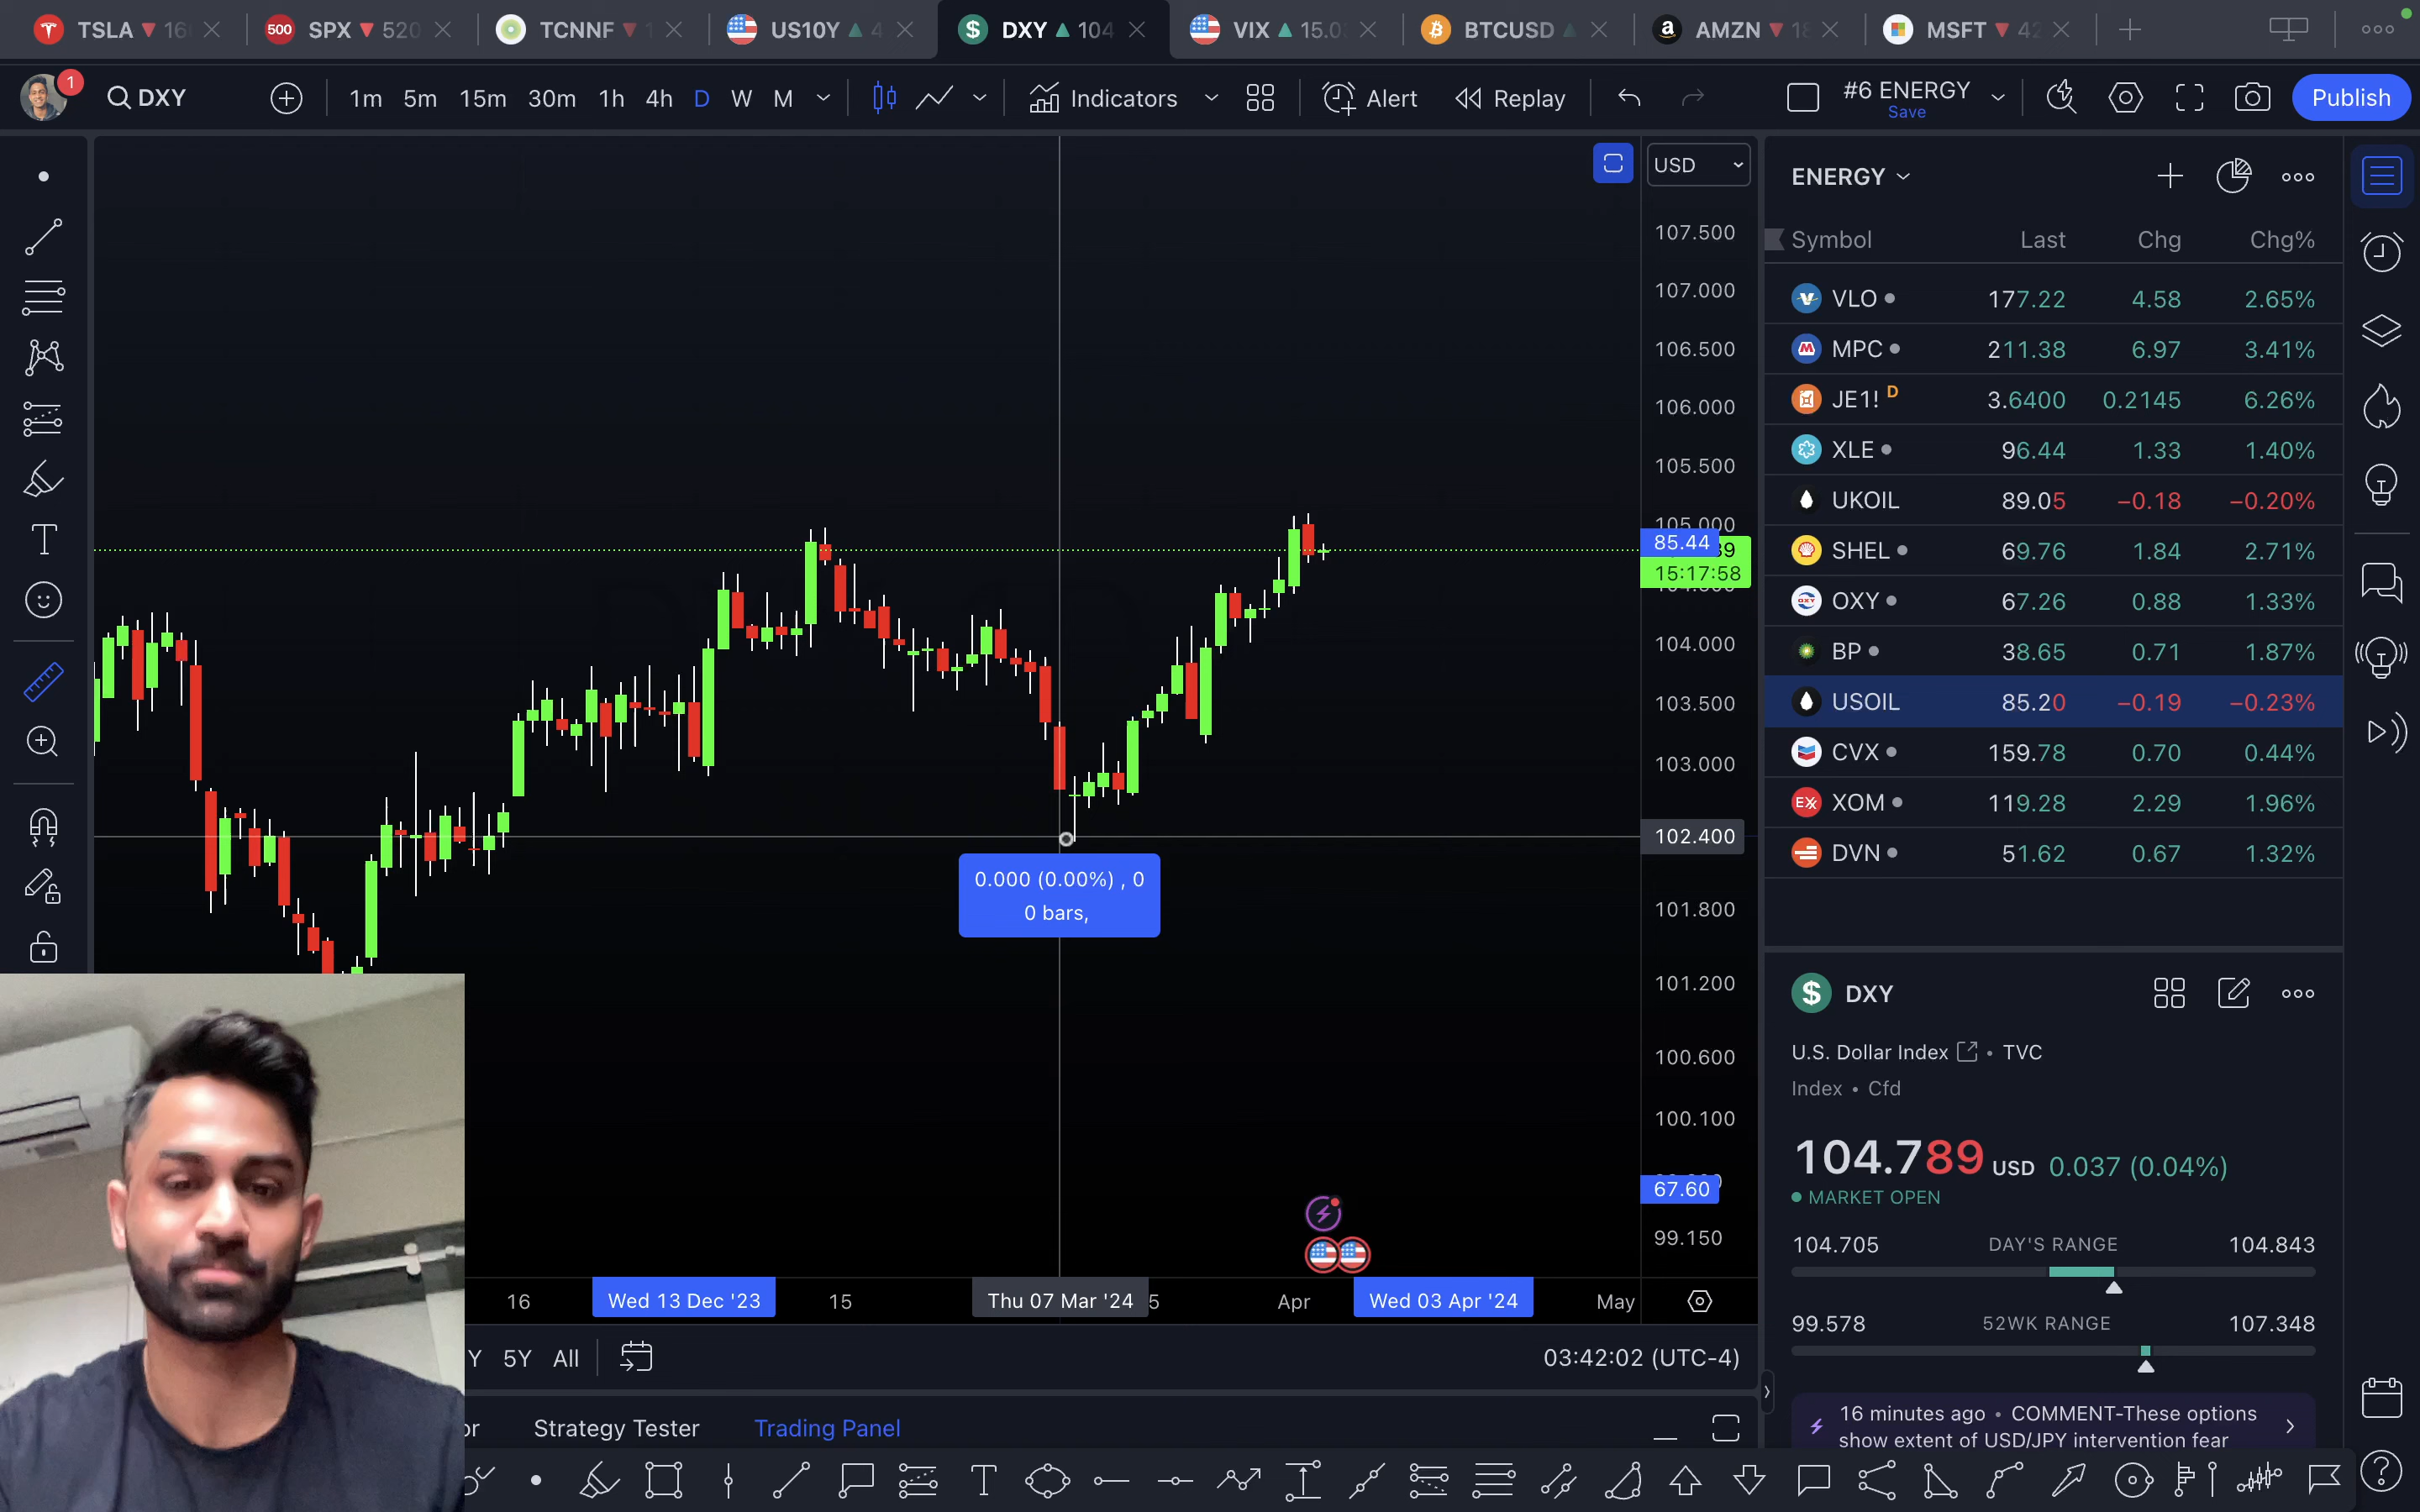 TSLA 16
500 SPX 520
TCNNF 1
US10Y 4
DXY 104
VIX 15.0
BTCUSD
AMZN 18
MSFT 42
1
DXY
1m 5m 15m 30m 1h 4h D W M
Indicators
Alert
Replay
#6 ENERGY
Save
Publish
USD
107.500
107.000
106.500
106.000
105.500
105.000
85.44
89
15:17:58
104.000
103.500
103.000
102.400
101.800
101.200
100.600
100.100
67.60
99.150
0.000 (0.00%) , 0
0 bars,
16 Wed 13 Dec '23 15 Thu 07 Mar '24 5 Apr Wed 03 Apr '24 May
Y 5Y All
03:42:02 (UTC-4)
or Strategy Tester Trading Panel
ENERGY
Symbol Last Chg Chg%
VLO 177.22 4.58 2.65%
MPC 211.38 6.97 3.41%
JE1! D 3.6400 0.2145 6.26%
XLE 96.44 1.33 1.40%
UKOIL 89.05 −0.18 −0.20%
SHEL 69.76 1.84 2.71%
OXY 67.26 0.88 1.33%
BP 38.65 0.71 1.87%
USOIL 85.20 −0.19 −0.23%
CVX 159.78 0.70 0.44%
XOM 119.28 2.29 1.96%
DVN 51.62 0.67 1.32%
DXY
U.S. Dollar Index • TVC
Index • Cfd
104.789 USD 0.037 (0.04%)
MARKET OPEN
104.705 DAY'S RANGE 104.843
99.578 52WK RANGE 107.348
16 minutes ago • COMMENT-These options
show extent of USD/JPY intervention fear